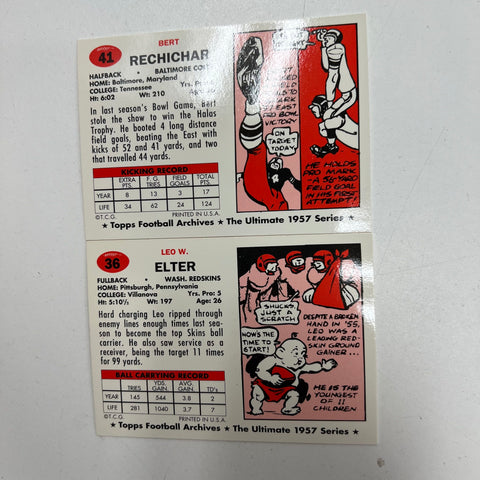 41
BERT
RECHICHAR
HALFBACK • BALTIMORE COLTS
HOME: Baltimore, Maryland
COLLEGE: Tennessee
Ht: 6:02 Wt: 210
In last season's Bowl Game, Bert
stole the show to win the Halas
Trophy. He booted 4 long distance
field goals, beating the East with
kicks of 52 and 41 yards, and two
that travelled 44 yards.
KICKING RECORD
EXTRA PTS. F. G. TRIES FIELD GOALS TOTAL PTS.
YEAR 8 13 4 20
LIFE 34 62 24 124
©T.C.G. PRINTED IN U.S.A.
BOWL
VICTORY
ON
TARGET
TODAY
HE HOLDS
PRO MARK
A 56-YARD
FIELD GOAL
IN HIS FIRST
ATTEMPT!
★ Topps Football Archives ★ The Ultimate 1957 Series ★
36
LEO W.
ELTER
FULLBACK • WASH. REDSKINS
HOME: Pittsburgh, Pennsylvania
COLLEGE: Villanova Yrs. Pro: 5
Ht: 5:10½ Wt: 197 Age: 26
Hard charging Leo ripped through
enemy lines enough times last sea-
son to become the top Skins ball
carrier. He also saw service as a
receiver, being the target 11 times
for 99 yards.
BALL CARRYING RECORD
ATT. YDS. GAIN AVG. GAIN TD's
YEAR 145 544 3.8 2
LIFE 281 1040 3.7 7
©T.C.G. PRINTED IN U.S.A.
SHUCKS,
JUST A
SCRATCH
DESPITE A BROKEN
HAND IN '55,
LEO WAS A
LEADING RED-
SKIN GROUND
GAINER...
NOW'S THE
TIME TO
START!
HE IS THE
YOUNGEST
OF 11
CHILDREN
★ Topps Football Archives ★ The Ultimate 1957 Series ★